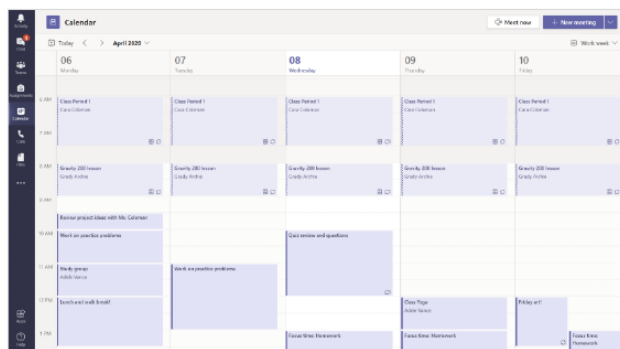 Calendar
Meet now
+ New meeting
Today
April 2020
Work week
Activity
Chat
Teams
Assignments
Calendar
Calls
Files
Apps
Help
06
Monday
07
Tuesday
08
Wednesday
09
Thursday
10
Friday
6 AM
7 AM
8 AM
9 AM
10 AM
11 AM
12 PM
1 PM
Class Period 1
Cara Coleman
Class Period 1
Cara Coleman
Class Period 1
Cara Coleman
Class Period 1
Cara Coleman
Class Period 1
Cara Coleman
Gravity 200 lesson
Grady Archie
Gravity 200 lesson
Grady Archie
Gravity 200 lesson
Grady Archie
Gravity 200 lesson
Grady Archie
Gravity 200 lesson
Grady Archie
Review project ideas with Ms. Coleman
Work on practice problems
Quiz review and questions
Study group
Adele Vance
Work on practice problems
Lunch and walk break!
Class Yoga
Adele Vance
Friday art!
Focus time: Homework
Focus time: Homework
Focus time:
Homework